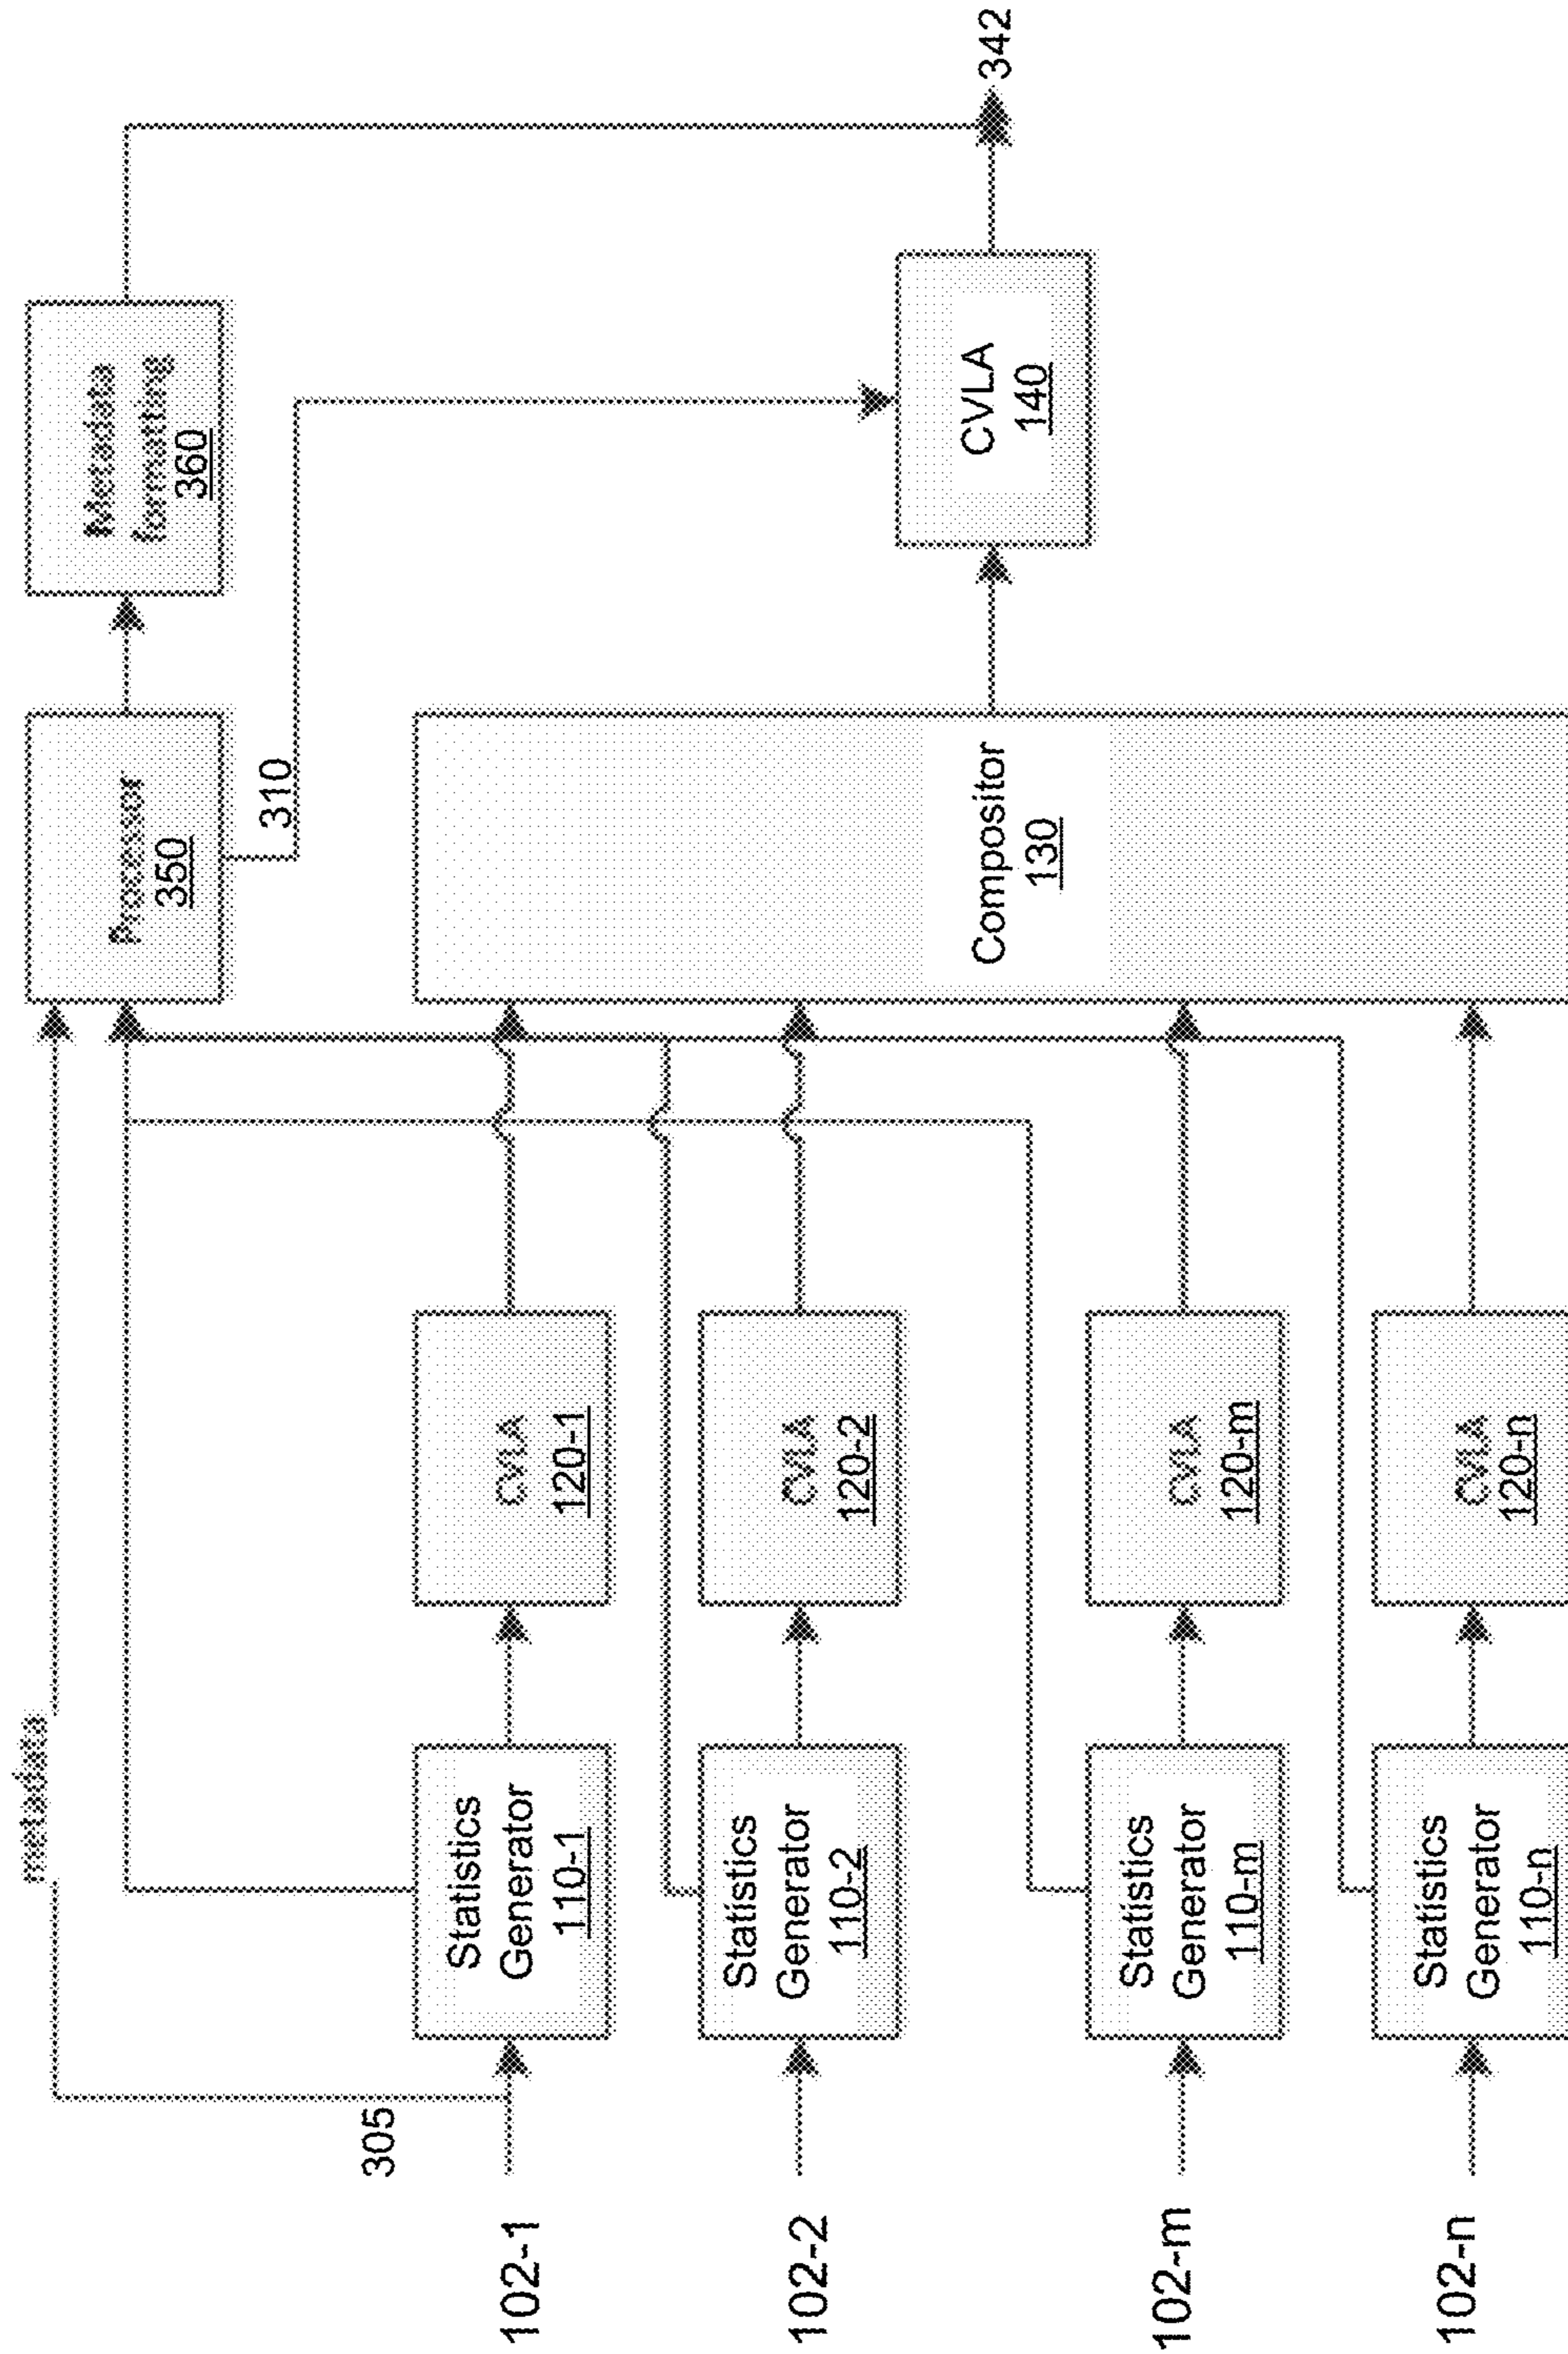 metadata
305
102-1
102-2
102-m
102-n
Statistics
Generator
110-1
Statistics
Generator
110-2
Statistics
Generator
110-m
Statistics
Generator
110-n
CVLA
120-1
CVLA
120-2
CVLA
120-m
CVLA
120-n
Processor
350
310
Compositor
130
Metadata
formatting
360
CVLA
140
342